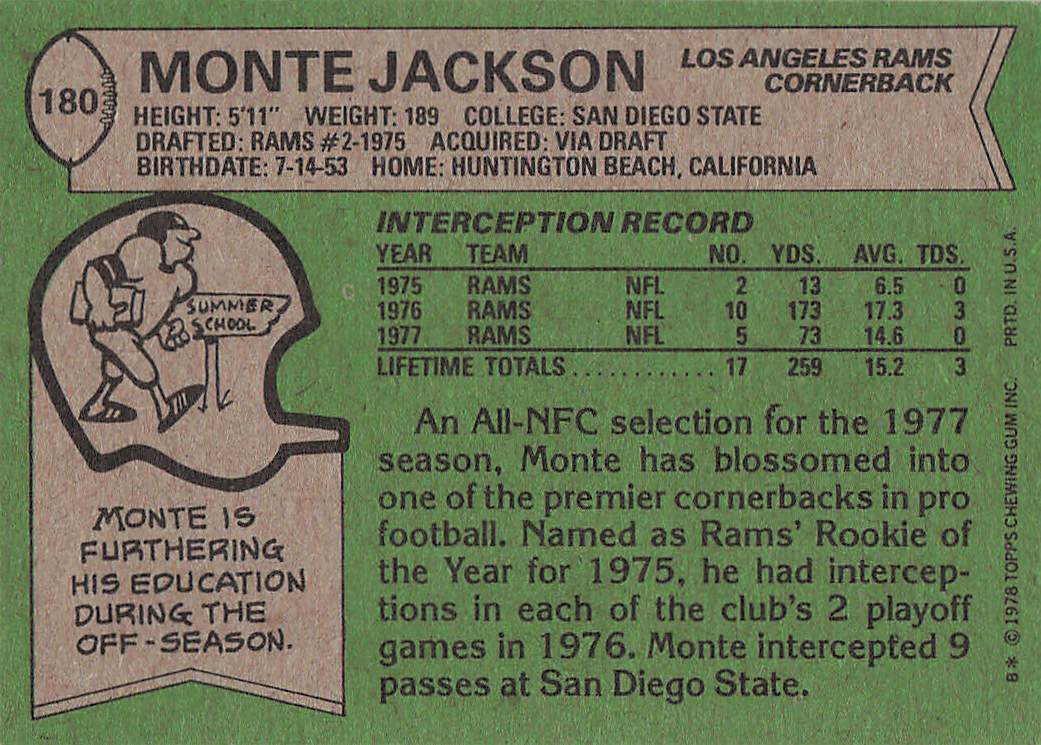 180
MONTE JACKSON
LOS ANGELES RAMS
CORNERBACK
HEIGHT: 5'11" WEIGHT: 189 COLLEGE: SAN DIEGO STATE
DRAFTED: RAMS #2-1975 ACQUIRED: VIA DRAFT
BIRTHDATE: 7-14-53 HOME: HUNTINGTON BEACH, CALIFORNIA
SUMMER
SCHOOL
MONTE IS
FURTHERING
HIS EDUCATION
DURING THE
OFF-SEASON.
INTERCEPTION RECORD
YEAR TEAM NO. YDS. AVG. TDS.
1975 RAMS NFL 2 13 6.5 0
1976 RAMS NFL 10 173 17.3 3
1977 RAMS NFL 5 73 14.6 0
LIFETIME TOTALS............ 17 259 15.2 3
An All-NFC selection for the 1977
season, Monte has blossomed into
one of the premier cornerbacks in pro
football. Named as Rams' Rookie of
the Year for 1975, he had intercep-
tions in each of the club's 2 playoff
games in 1976. Monte intercepted 9
passes at San Diego State.
B* © 1978 TOPPS CHEWING GUM INC. PRTD. IN U.S.A.